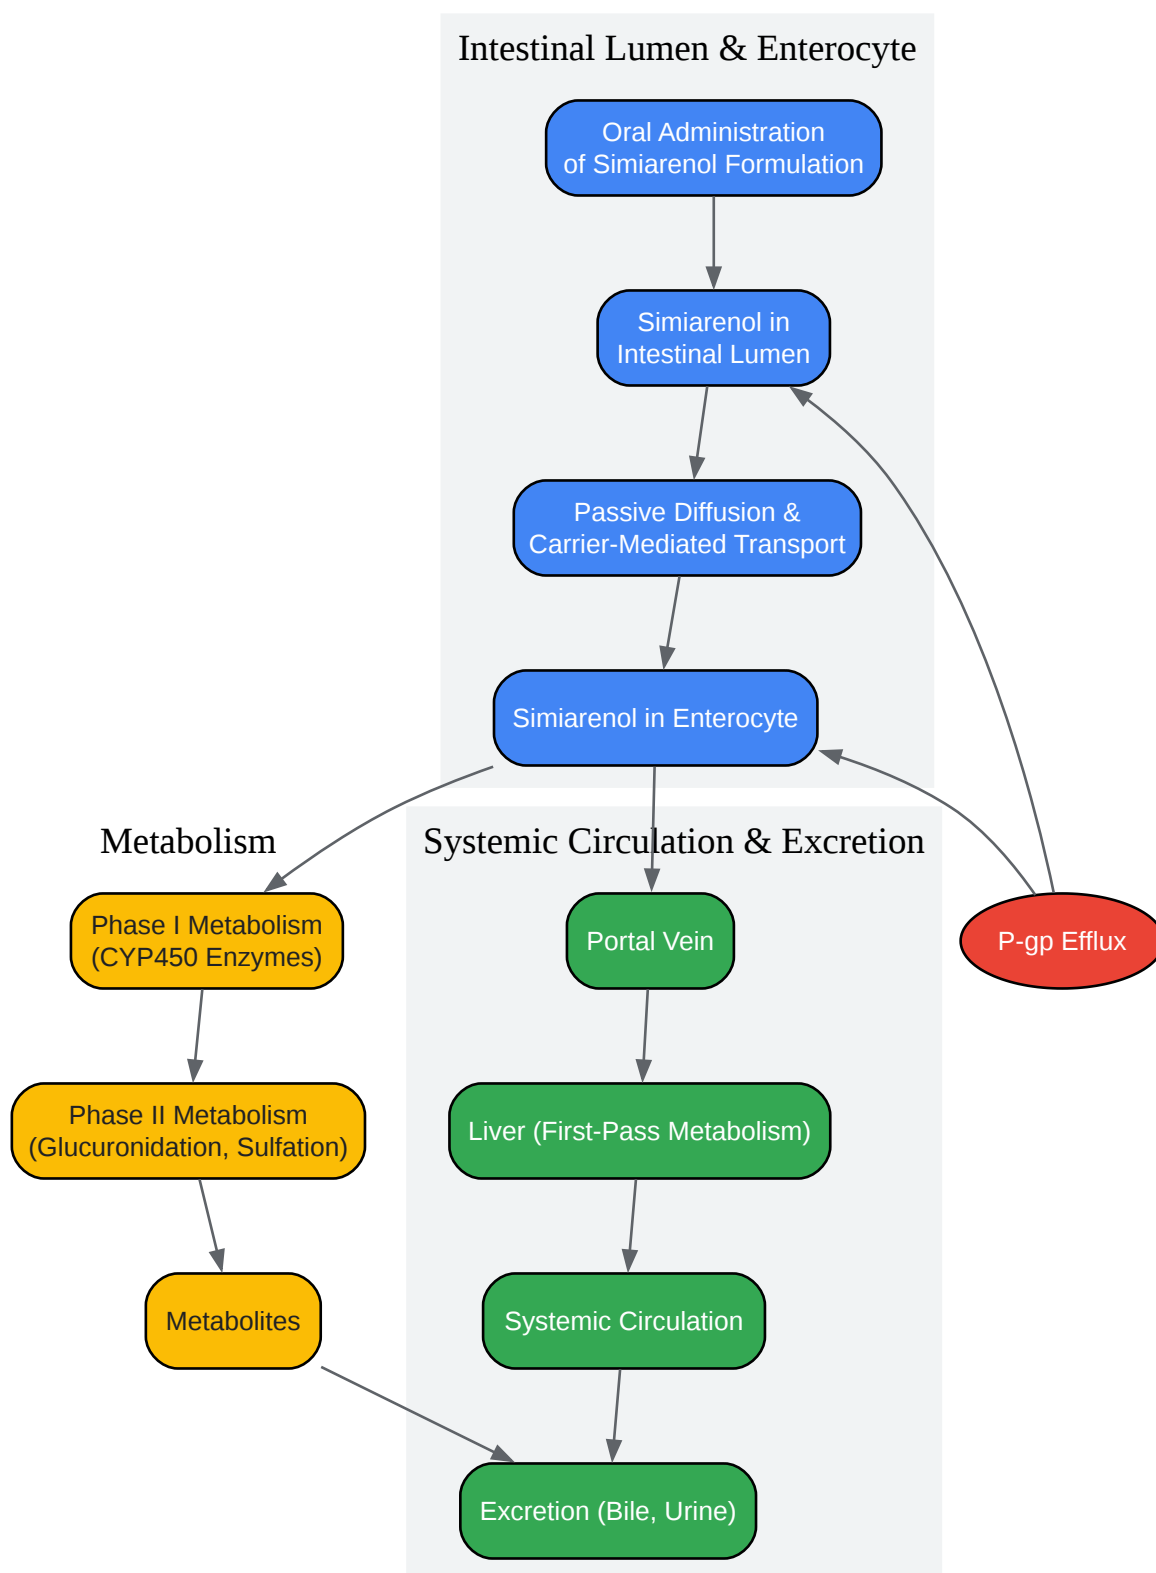 Intestinal Lumen & Enterocyte
Oral Administration
of Simiarenol Formulation
Simiarenol in
Intestinal Lumen
Passive Diffusion &
Carrier-Mediated Transport
Simiarenol in Enterocyte
Metabolism
Systemic Circulation & Excretion
Phase I Metabolism
(CYP450 Enzymes)
Portal Vein
P-gp Efflux
Phase II Metabolism
(Glucuronidation, Sulfation)
Liver (First-Pass Metabolism)
Metabolites
Systemic Circulation
Excretion (Bile, Urine)